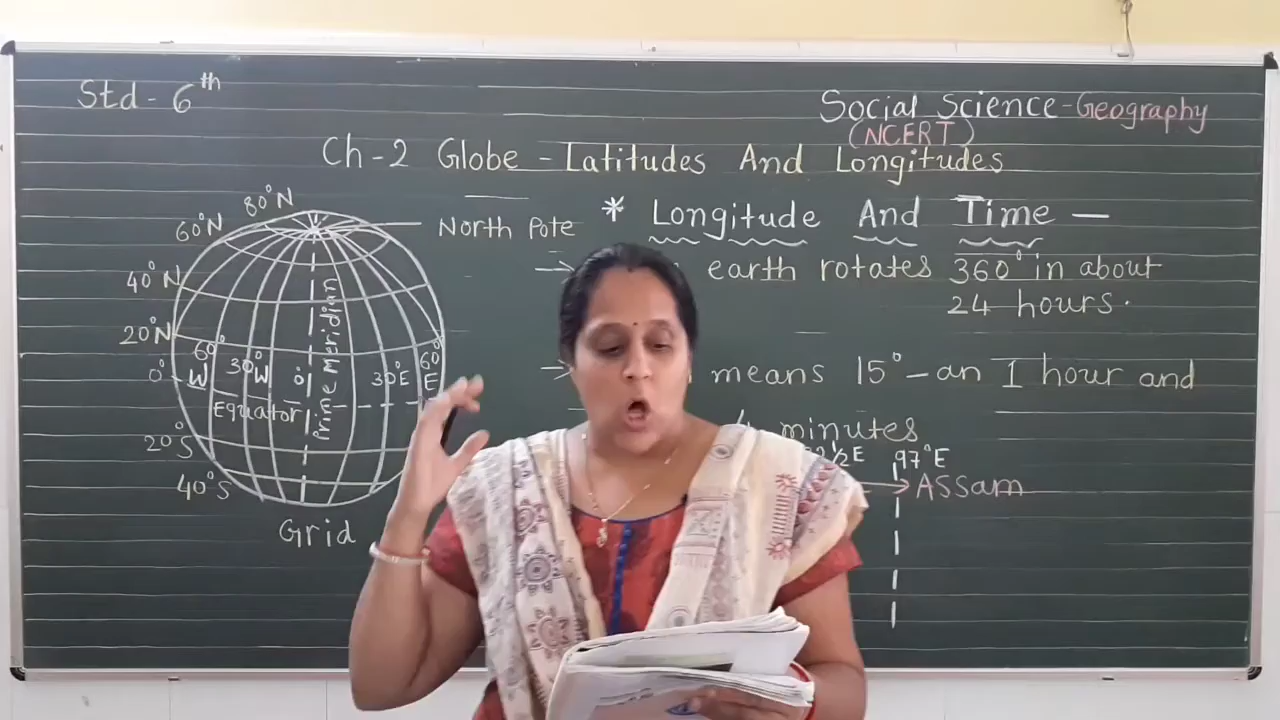 Std - 6th
Social Science - Geography
(NCERT)
Ch - 2 Globe - Latitudes And Longitudes
* Longitude And Time —
earth rotates 360° in about
24 hours.
means 15° – an 1 hour and
minutes
97°E
Assam
80°N
60°N
North Pole
40°N
20°N
0°
60°
W
30°W
0°
30°E
60°
E
Prime Meridian
Equator
20°S
40°S
Grid